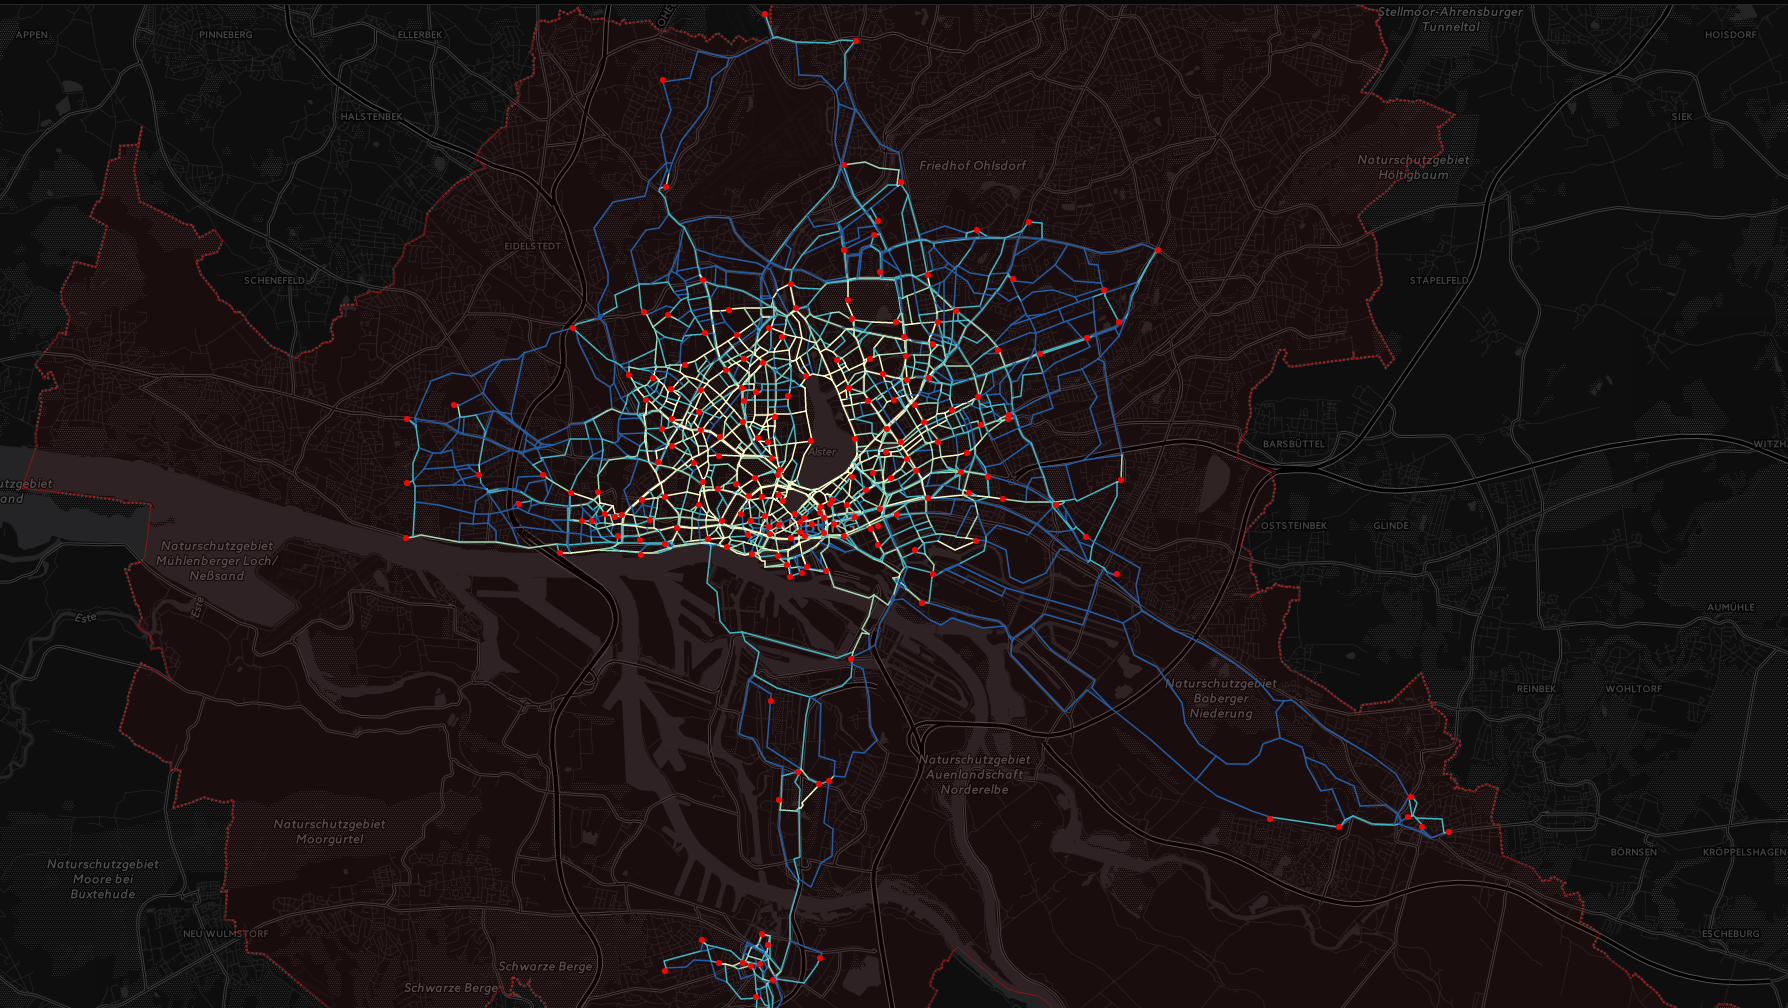 Stellmoor-Ahrensburger
Tunneltal
APPEN
PINNEBERG
ELLERBEK
HOISDORF
HALSTENBEK
SIEK
Friedhof Ohlsdorf
Naturschutzgebiet
Höltigbaum
EIDELSTEDT
SCHENEFELD
STAPELFELD
BARSBÜTTEL
WITZHA
Alster
utzgebiet
and
OSTSTEINBEK
GLINDE
Naturschutzgebiet
Mühlenberger Loch/
Neßsand
Este
Este
AUMÜHLE
Naturschutzgebiet
Boberger
Niederung
REINBEK
WOHLTORF
Naturschutzgebiet
Auenlandschaft
Norderelbe
Naturschutzgebiet
Moorgürtel
Naturschutzgebiet
Moore bei
Buxtehude
BÖRNSEN
KRÖPPELSHAGEN
NEU WULMSTORF
ESCHEBURG
Schwarze Berge
Schwarze Berge